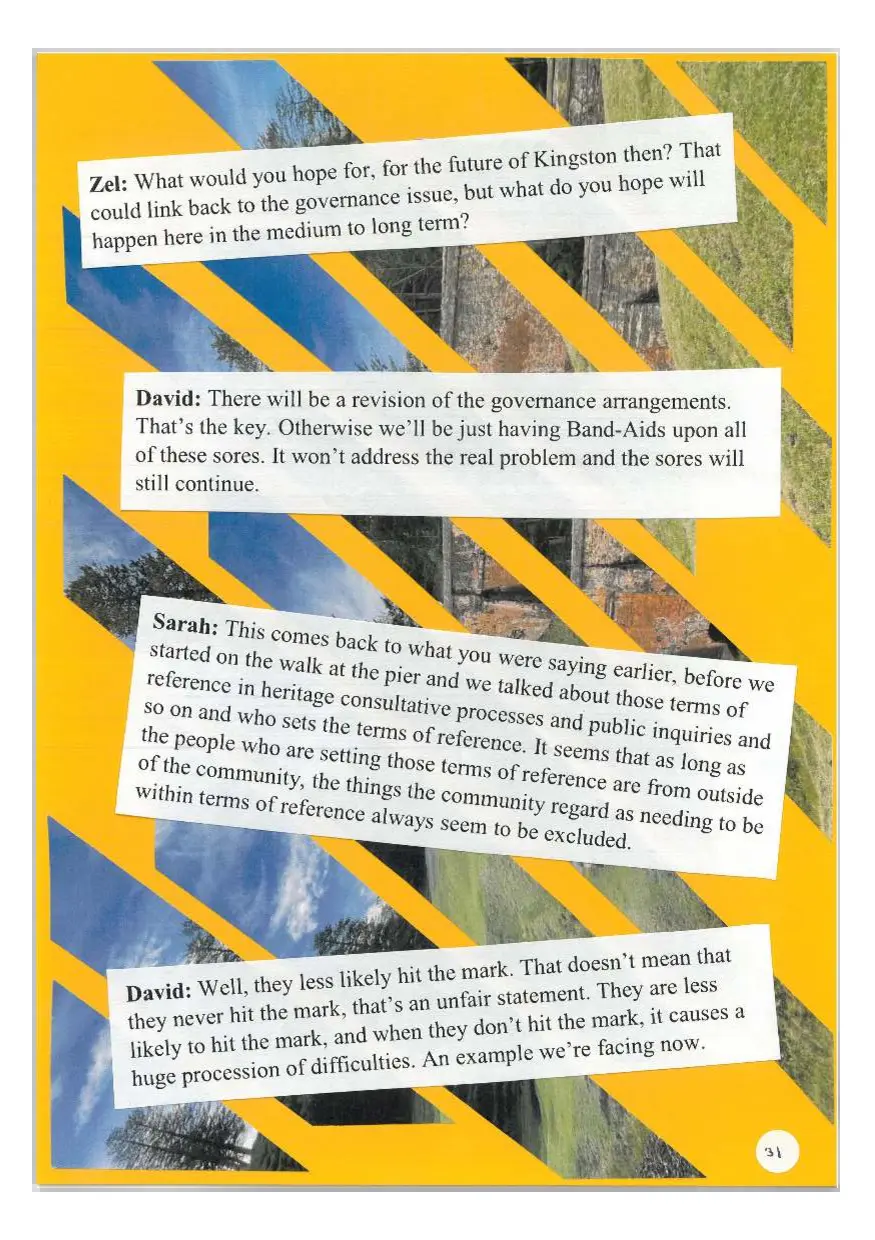 Zel: What would you hope for, for the future of Kingston then? That
could link back to the governance issue, but what do you hope will
happen here in the medium to long term?
David: There will be a revision of the governance arrangements.
That's the key. Otherwise we'll be just having Band-Aids upon all
of these sores. It won't address the real problem and the sores will
still continue.
Sarah: This comes back to what you were saying earlier, before we
started on the walk at the pier and we talked about those terms of
reference in heritage consultative processes and public inquiries and
so on and who sets the terms of reference. It seems that as long as
the people who are setting those terms of reference are from outside
of the community, the things the community regard as needing to be
within terms of reference always seem to be excluded.
David: Well, they less likely hit the mark. That doesn't mean that
they never hit the mark, that's an unfair statement. They are less
likely to hit the mark, and when they don't hit the mark, it causes a
huge procession of difficulties. An example we're facing now.
31